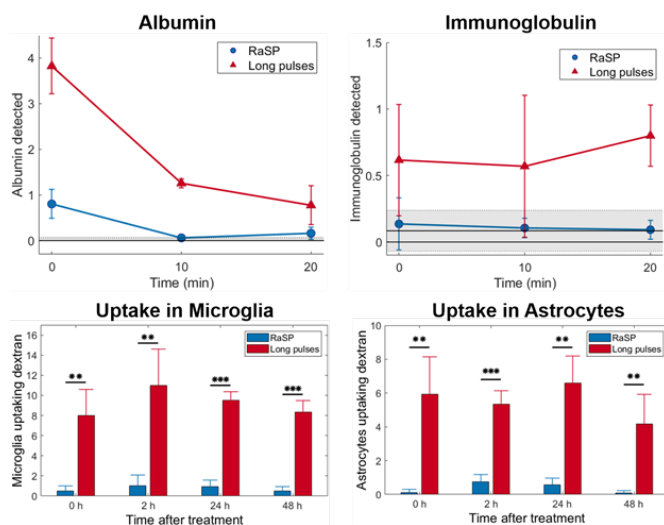 Albumin
RaSP
Long pulses
Albumin detected
4
3
2
1
0
0 10 20
Time (min)
Immunoglobulin
RaSP
Long pulses
Immunoglobulin detected
1.5
1
0.5
0
0 10 20
Time (min)
Uptake in Microglia
RaSP
Long pulses
Microglia uptaking dextran
16
14
12
10
8
6
4
2
0
** ** *** ***
0 h 2 h 24 h 48 h
Time after treatment
Uptake in Astrocytes
RaSP
Long pulses
Astrocytes uptaking dextran
10
8
6
4
2
0
** *** ** **
0 h 2 h 24 h 48 h
Time after treatment